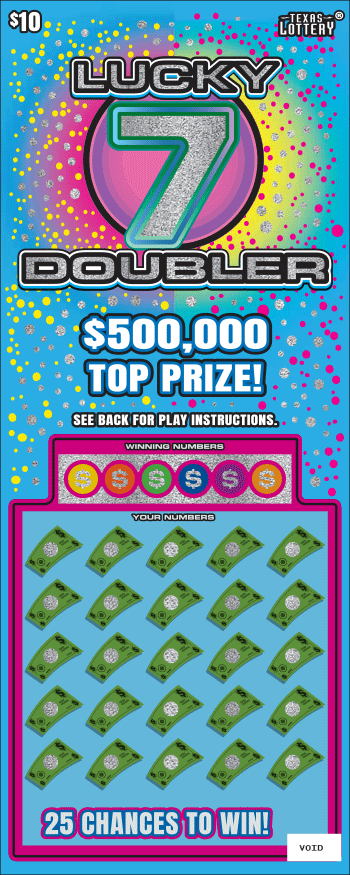 $10
TEXAS
LOTTERY®
LUCKY
7
DOUBLER
$500,000
TOP PRIZE!
SEE BACK FOR PLAY INSTRUCTIONS.
WINNING NUMBERS
$ $ $ $ $ $
YOUR NUMBERS
25 CHANCES TO WIN!
VOID